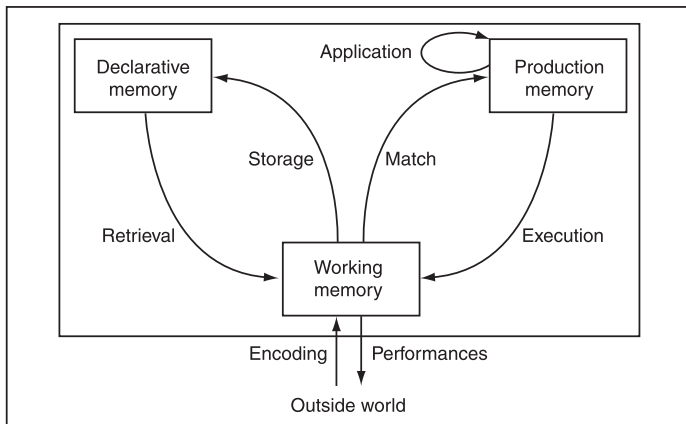 Application
Declarative
memory
Production
memory
Storage
Match
Retrieval
Execution
Working
memory
Encoding
Performances
Outside world